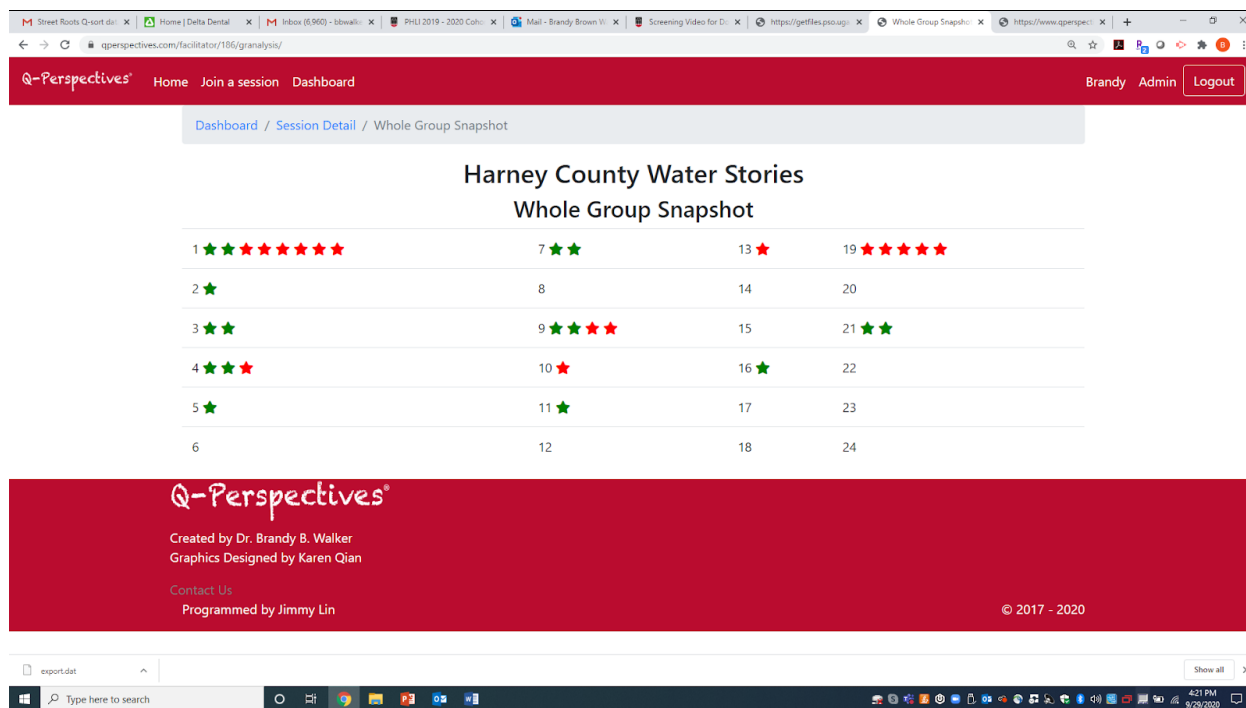 Street Roots Q-sort dat
Home | Delta Dental
Inbox (6,960) - bbwalke
PHLI 2019 - 2020 Coho
Mail - Brandy Brown W
Screening Video for Do
https://getfiles.pso.uga
Whole Group Snapshot
https://www.qperspect
qperspectives.com/facilitator/186/granalysis/
Q-Perspectives® Home Join a session Dashboard Brandy Admin Logout
Dashboard / Session Detail / Whole Group Snapshot
Harney County Water Stories
Whole Group Snapshot
1 7 13 19
2 8 14 20
3 9 15 21
4 10 16 22
5 11 17 23
6 12 18 24
Q-Perspectives®
Created by Dr. Brandy B. Walker
Graphics Designed by Karen Qian
Contact Us
Programmed by Jimmy Lin © 2017 - 2020
export.dat Show all
Type here to search 4:21 PM
9/29/2020